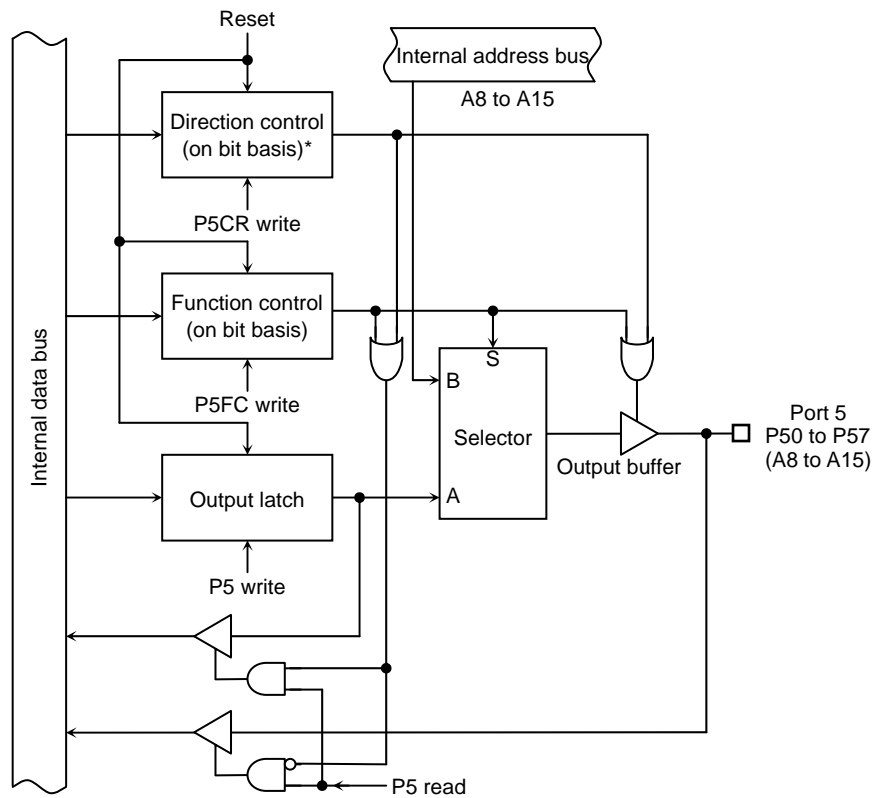 Reset
Internal address bus
A8 to A15
Direction control
(on bit basis)*
P5CR write
Function control
(on bit basis)
S
B
P5FC write
Internal data bus
Selector
Port 5
P50 to P57
(A8 to A15)
Output buffer
Output latch
A
P5 write
P5 read